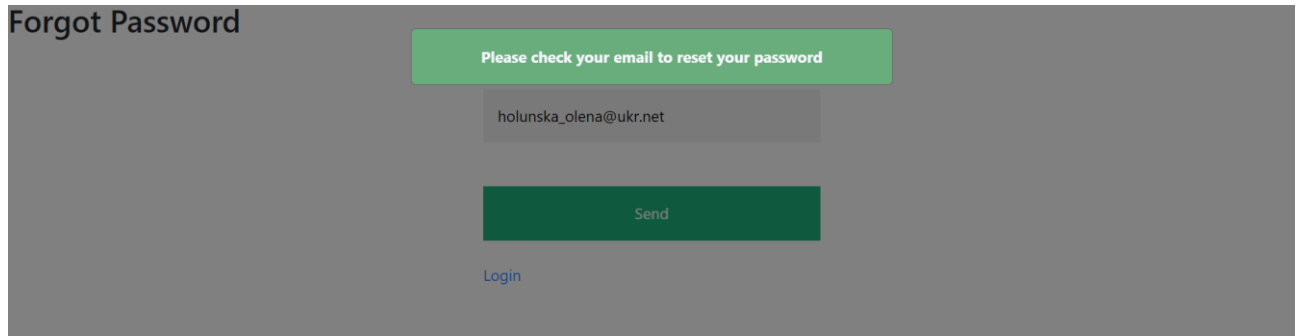 Forgot Password
Please check your email to reset your password
holunska_olena@ukr.net
Send
Login